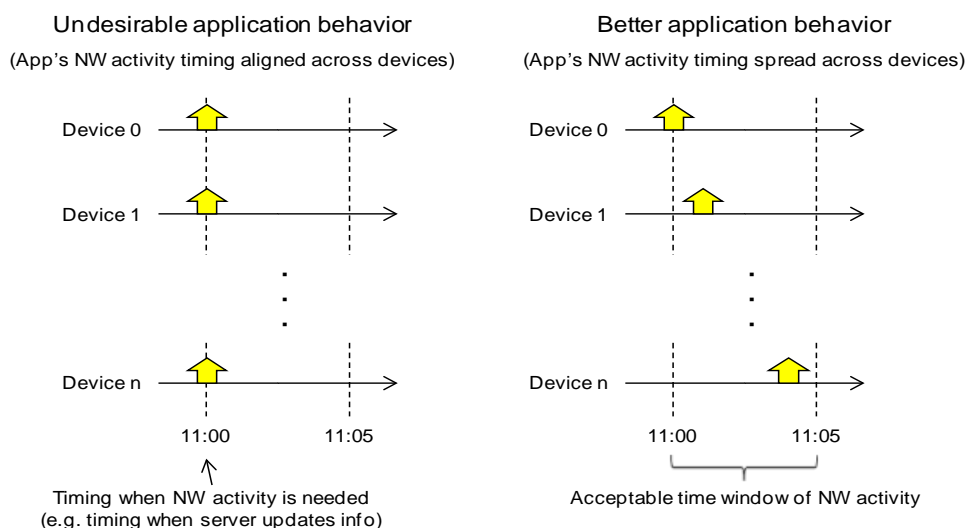 Undesirable application behavior
(App's NW activity timing aligned across devices)
Device 0
Device 1
Device n
11:00
11:05
Timing when NW activity is needed
(e.g. timing when server updates info)
Better application behavior
(App's NW activity timing spread across devices)
Device 0
Device 1
Device n
11:00
11:05
Acceptable time window of NW activity